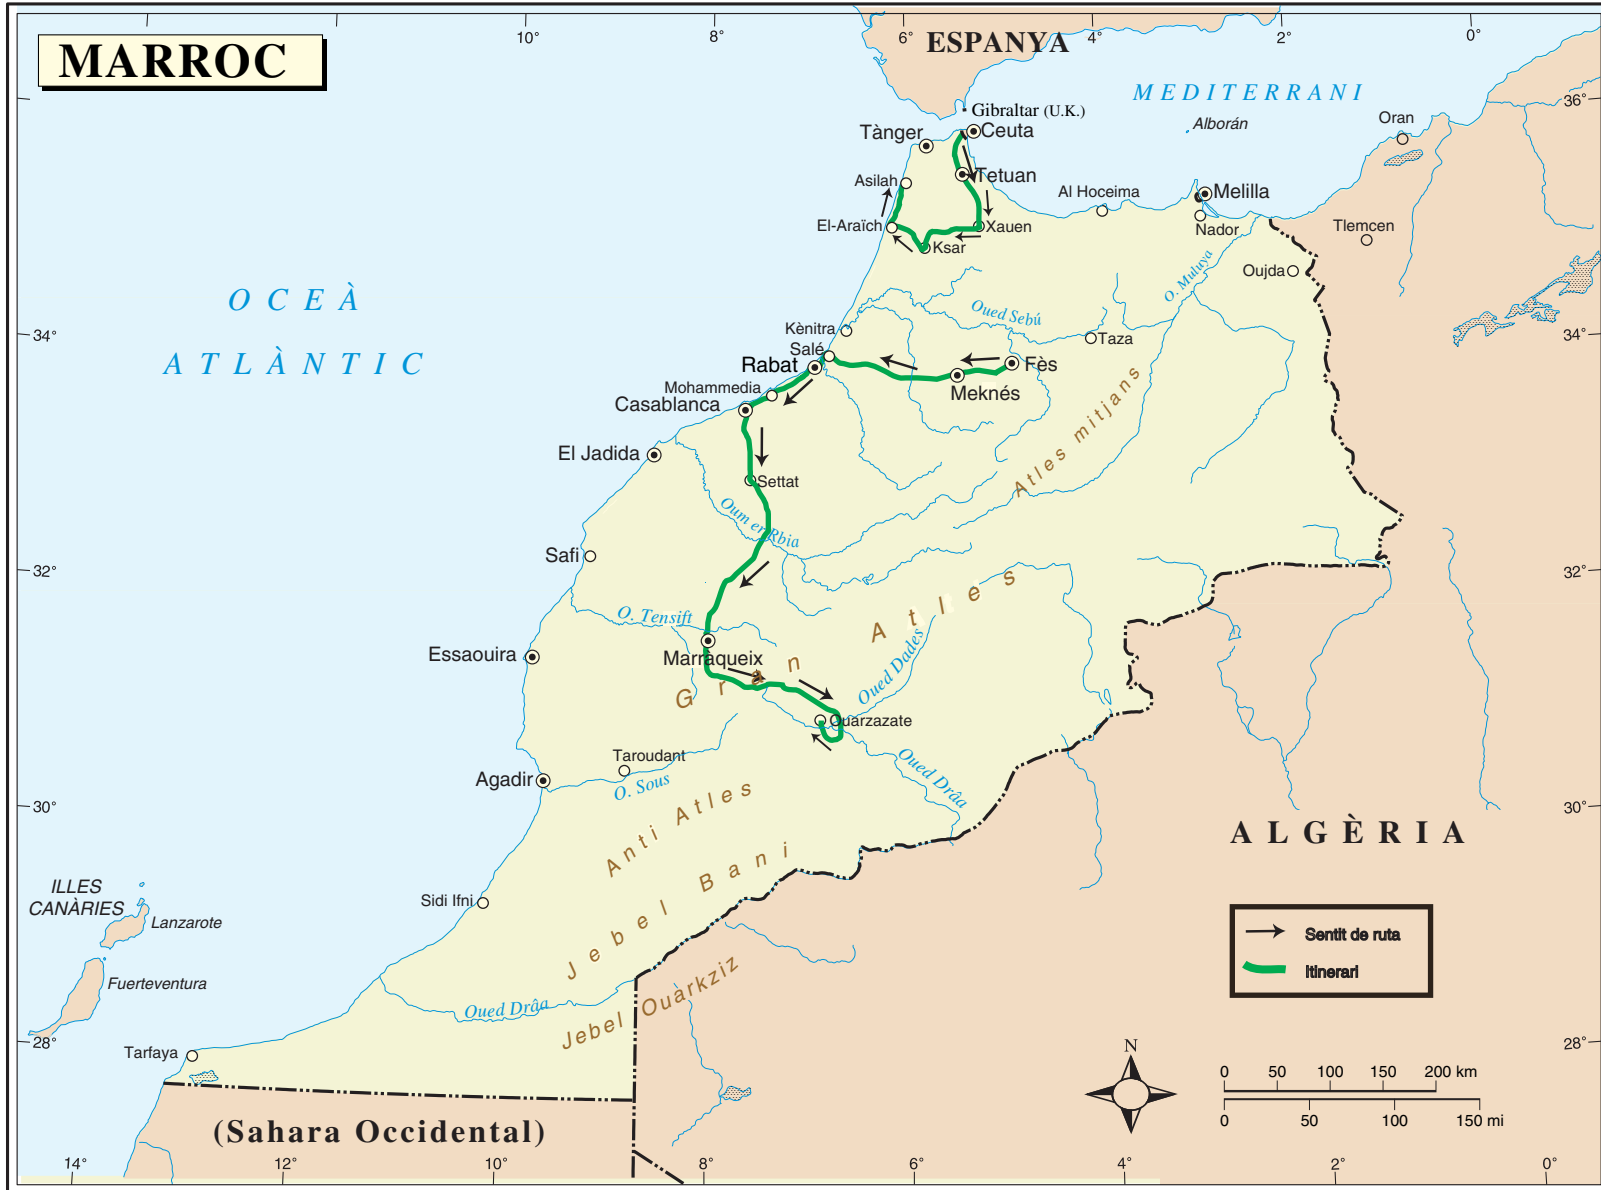 10°
8°
6°
4°
2°
0°
MARROC
ESPANYA
MEDITERRANI
36°
Gibraltar (U.K.)
Alborán
Oran
Tànger
Ceuta
Asilah
Tetuan
Al Hoceima
Melilla
El-Araïch
Xauen
Nador
Tlemcen
Ksar
Oujda
O. Muluya
OCEÀ
ATLÀNTIC
34°
34°
Kènitra
Oued Sebú
Taza
Salé
Rabat
Fès
Mohammedia
Meknés
Casablanca
Atles mitjans
El Jadida
Settat
Oum er Rbia
Safi
32°
32°
Gran Atles
O. Tensift
Essaouira
Marraqueix
Oued Dades
Ouarzazate
Taroudant
Agadir
O. Sous
Oued Drâa
30°
30°
Anti Atles
ALGÈRIA
Jebel Bani
ILLES
CANÀRIES
Lanzarote
Sidi Ifni
Fuerteventura
Sentit de ruta
Itinerari
Oued Drâa
Jebel Ouàrkziz
28°
28°
Tarfaya
N
0 50 100 150 200 km
0 50 100 150 mi
(Sahara Occidental)
14°
12°
10°
8°
6°
4°
2°
0°